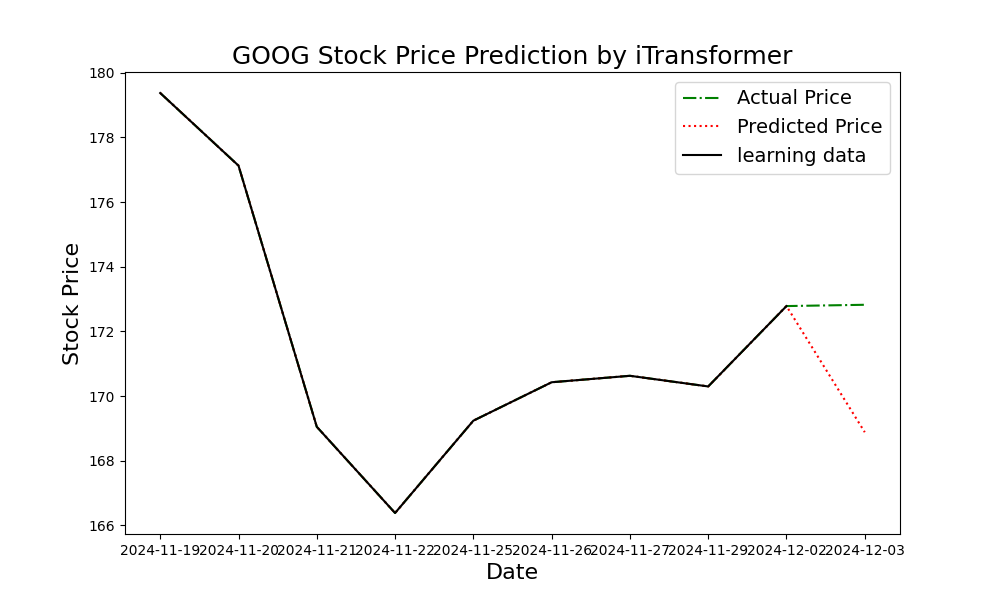 GOOG Stock Price Prediction by iTransformer
180
178
176
174
172
170
168
166
Stock Price
Actual Price
Predicted Price
learning data
2024-11-19 2024-11-20 2024-11-21 2024-11-22 2024-11-25 2024-11-26 2024-11-27 2024-11-29 2024-12-02 2024-12-03
Date